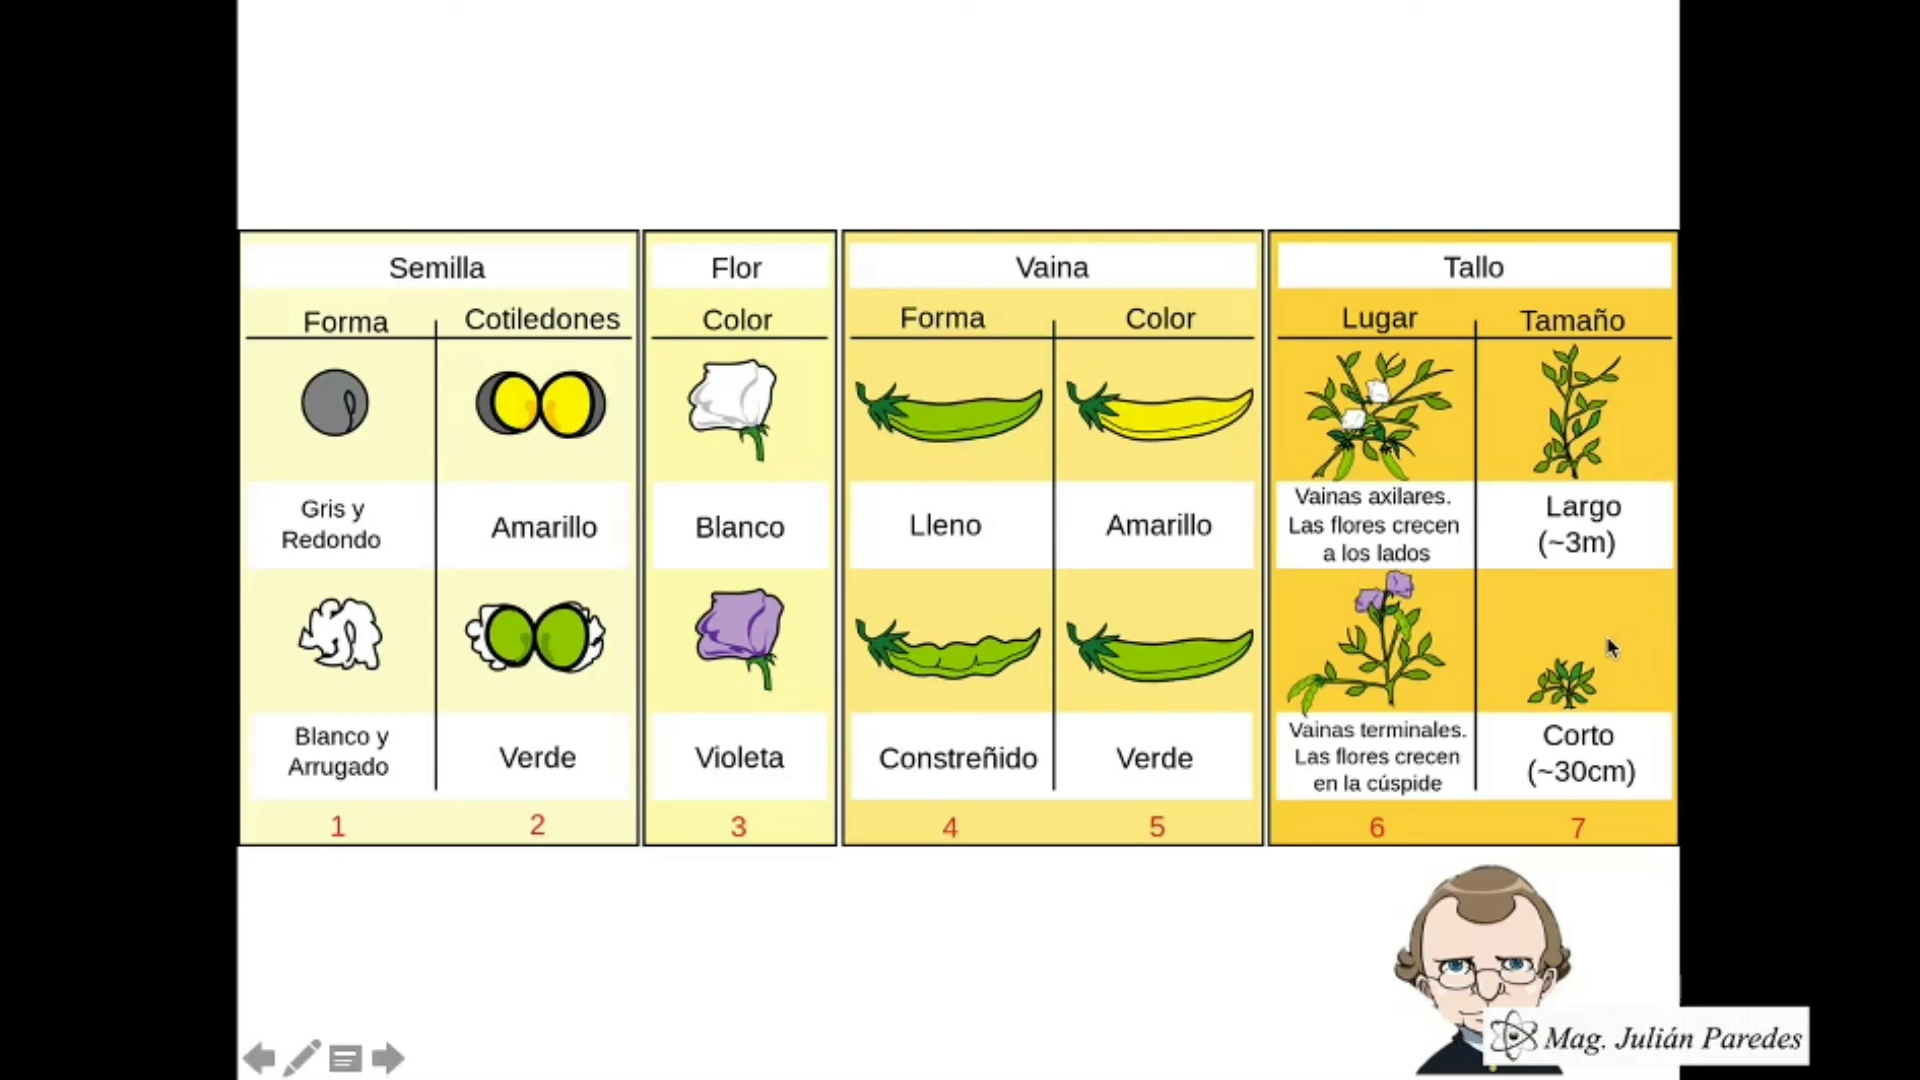 Semilla
Flor
Vaina
Tallo
Forma
Cotiledones
Color
Forma
Color
Lugar
Tamaño
Gris y
Redondo
Amarillo
Blanco
Lleno
Amarillo
Vainas axilares.
Las flores crecen
a los lados
Largo
(~3m)
Blanco y
Arrugado
Verde
Violeta
Constreñido
Verde
Vainas terminales.
Las flores crecen
en la cúspide
Corto
(~30cm)
1
2
3
4
5
6
7
Mag. Julián Paredes